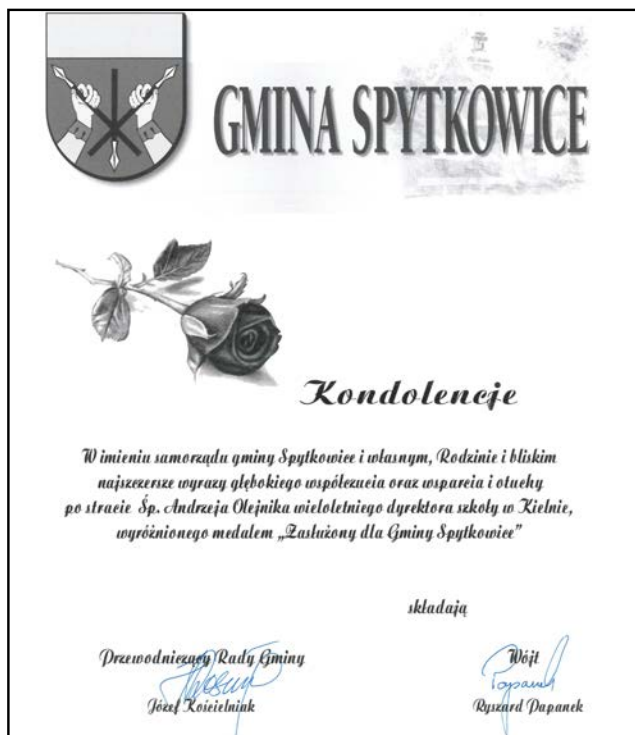 GMINA SPYTKOWICE
Kondolencje
W imieniu samorządu gminy Spytkowice i własnym, Rodzinie i bliskim
najszczersze wyrazy głębokiego współczucia oraz wsparcia i otuchy
po stracie Śp. Andrzeja Olejnika wieloletniego dyrektora szkoły w Kielnie,
wyróżnionego medalem „Zasłużony dla Gminy Spytkowice”
składają
Przewodniczący Rady Gminy
Wójt
Papanek
Józef Kościelniak
Ryszard Papanek